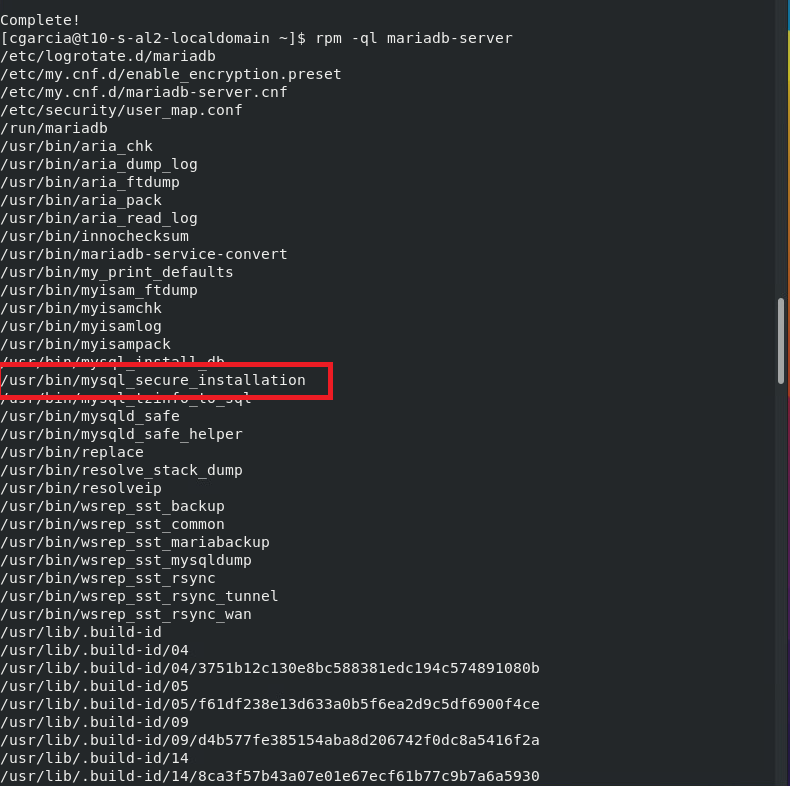 Complete!
[cgarcia@t10-s-al2-localdomain ~]$ rpm -ql mariadb-server
/etc/logrotate.d/mariadb
/etc/my.cnf.d/enable_encryption.preset
/etc/my.cnf.d/mariadb-server.cnf
/etc/security/user_map.conf
/run/mariadb
/usr/bin/aria_chk
/usr/bin/aria_dump_log
/usr/bin/aria_ftdump
/usr/bin/aria_pack
/usr/bin/aria_read_log
/usr/bin/innochecksum
/usr/bin/mariadb-service-convert
/usr/bin/my_print_defaults
/usr/bin/myisam_ftdump
/usr/bin/myisamchk
/usr/bin/myisamlog
/usr/bin/myisampack
/usr/bin/mysql_install_db
/usr/bin/mysql_secure_installation
/usr/bin/mysql_tzinfo_to_sql
/usr/bin/mysqld_safe
/usr/bin/mysqld_safe_helper
/usr/bin/replace
/usr/bin/resolve_stack_dump
/usr/bin/resolveip
/usr/bin/wsrep_sst_backup
/usr/bin/wsrep_sst_common
/usr/bin/wsrep_sst_mariabackup
/usr/bin/wsrep_sst_mysqldump
/usr/bin/wsrep_sst_rsync
/usr/bin/wsrep_sst_rsync_tunnel
/usr/bin/wsrep_sst_rsync_wan
/usr/lib/.build-id
/usr/lib/.build-id/04
/usr/lib/.build-id/04/3751b12c130e8bc588381edc194c574891080b
/usr/lib/.build-id/05
/usr/lib/.build-id/05/f61df238e13d633a0b5f6ea2d9c5df6900f4ce
/usr/lib/.build-id/09
/usr/lib/.build-id/09/d4b577fe385154aba8d206742f0dc8a5416f2a
/usr/lib/.build-id/14
/usr/lib/.build-id/14/8ca3f57b43a07e01e67ecf61b77c9b7a6a5930